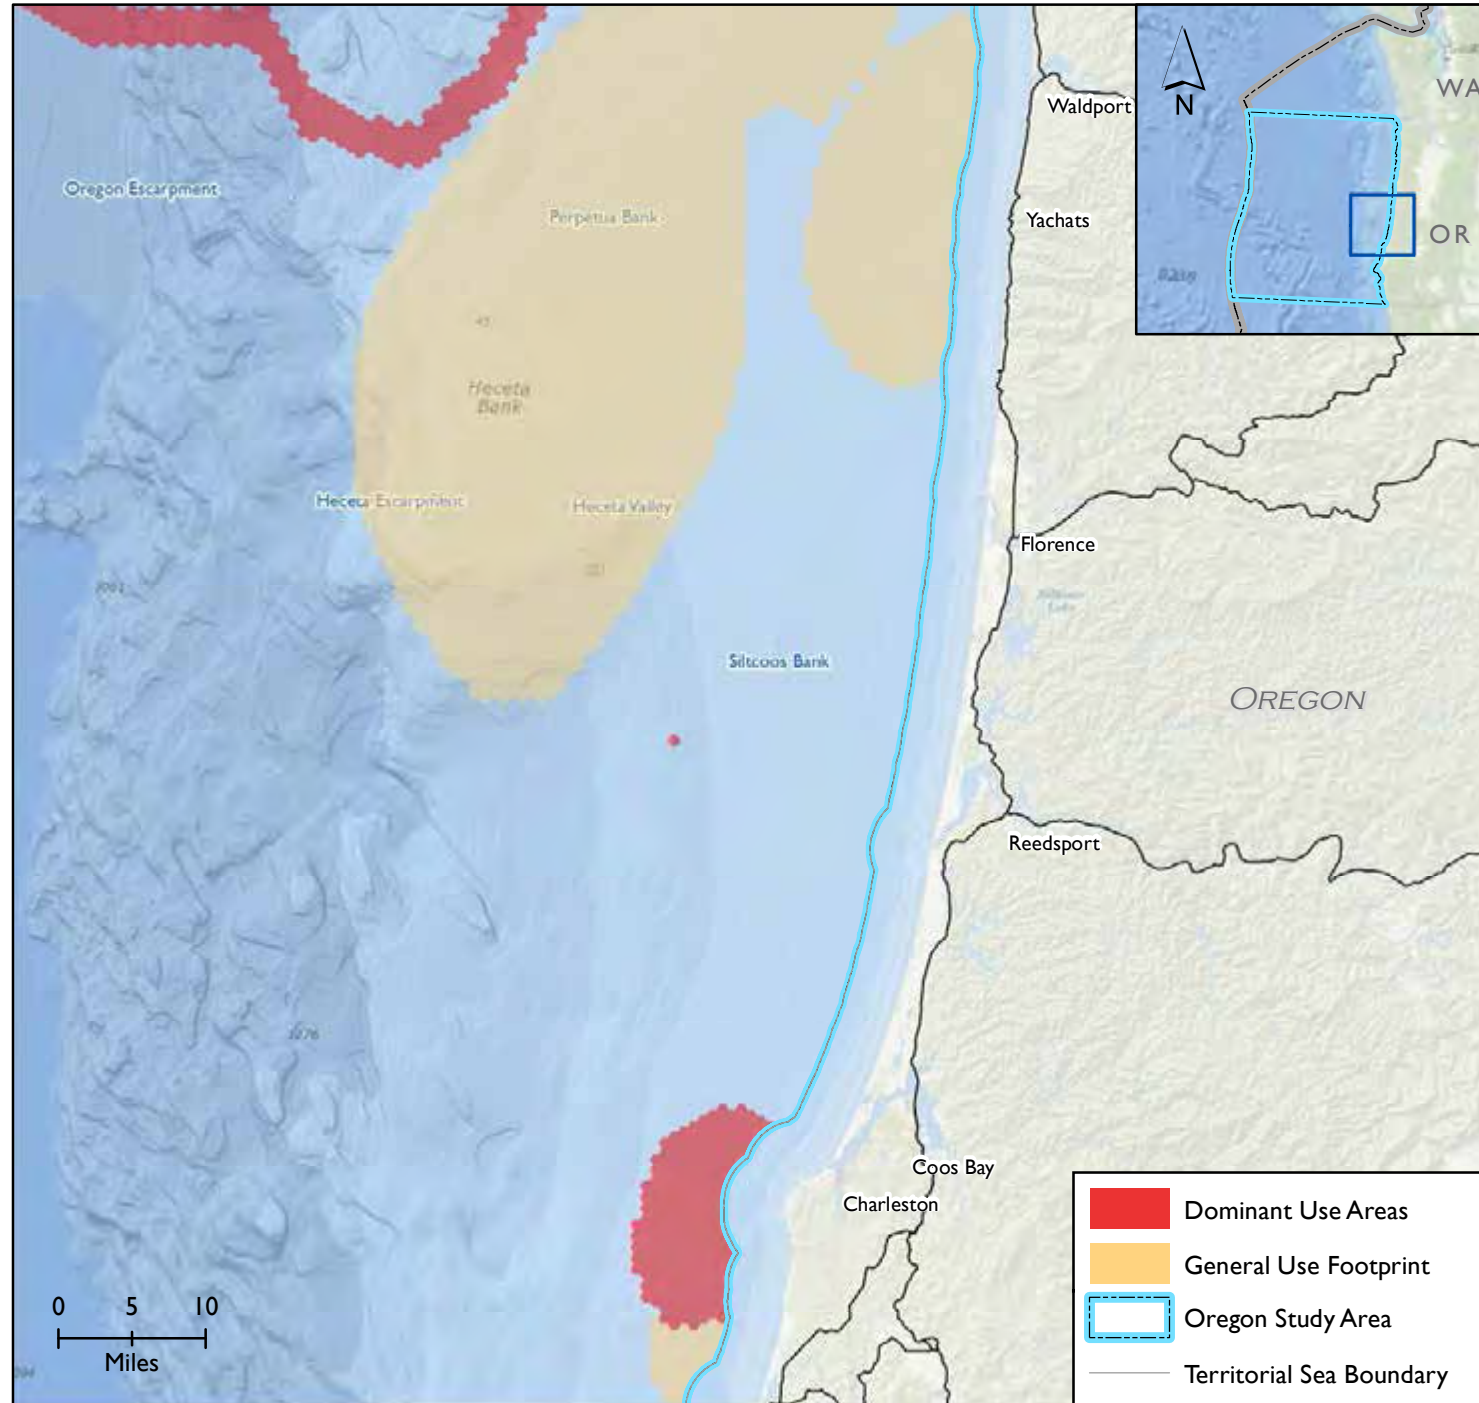 Waldport
N
WA
OR
Oregon Escarpment
Perpetua Bank
Yachats
45
Heceta
Bank
Heceta Escarpment
Heceta Valley
Florence
Siltcoos Bank
OREGON
Reedsport
3276
Coos Bay
Charleston
0 5 10
Miles
Dominant Use Areas
General Use Footprint
Oregon Study Area
Territorial Sea Boundary